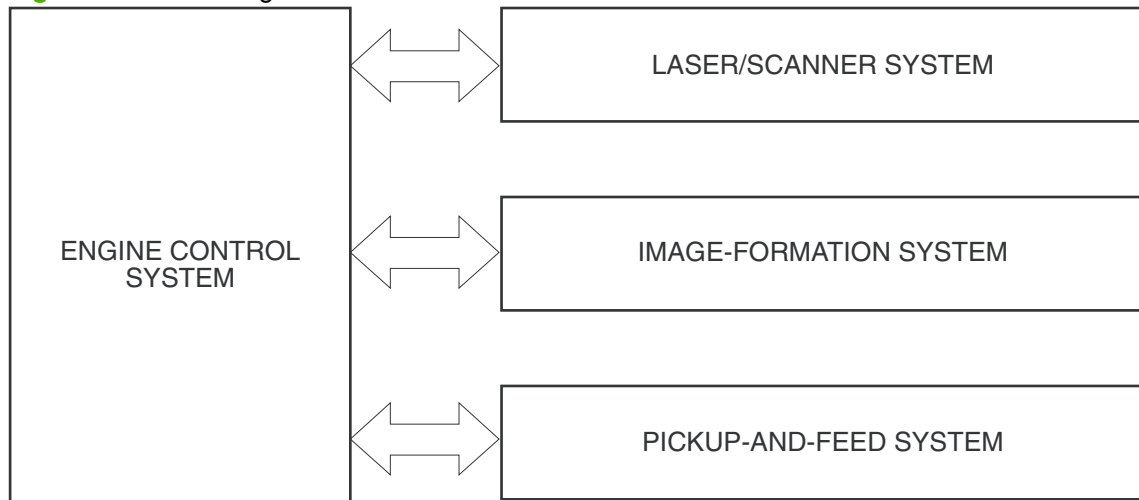 LASER/SCANNER SYSTEM
ENGINE CONTROL
SYSTEM
IMAGE-FORMATION SYSTEM
PICKUP-AND-FEED SYSTEM